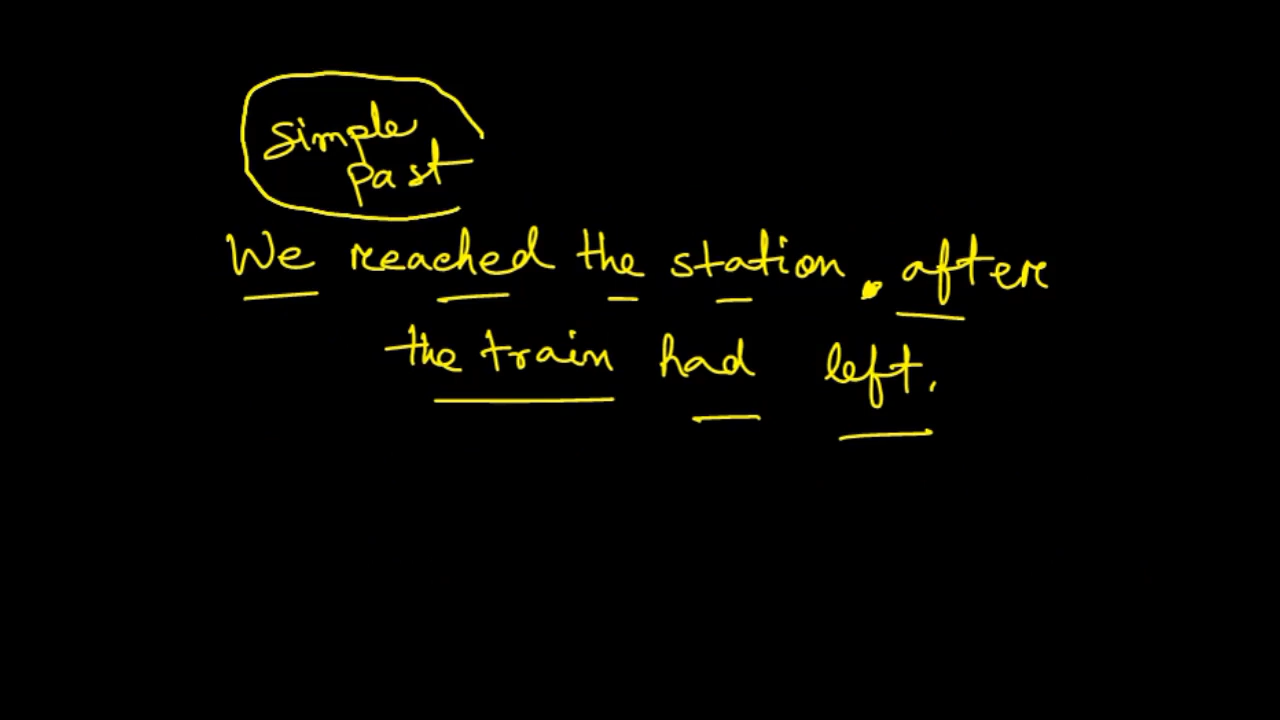 simple
past
We reached the station. after
the train had left.